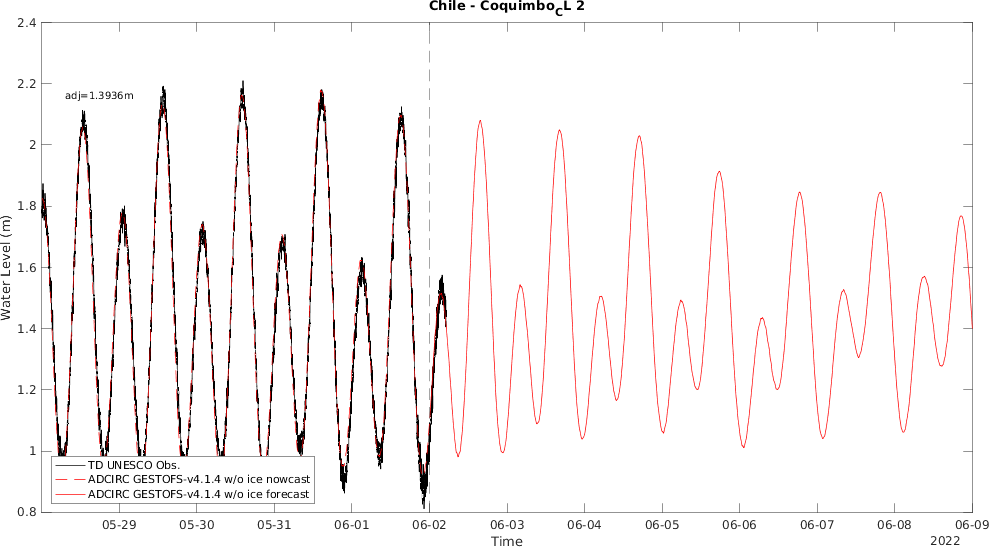 Chile - Coquimbo_CL 2
2.4
2.2
2
1.8
1.6
1.4
1.2
1
0.8
Water Level (m)
adj=1.3936m
TD UNESCO Obs.
ADCIRC GESTOFS-v4.1.4 w/o ice nowcast
ADCIRC GESTOFS-v4.1.4 w/o ice forecast
05-29 05-30 05-31 06-01 06-02 06-03 06-04 06-05 06-06 06-07 06-08 06-09
Time
2022